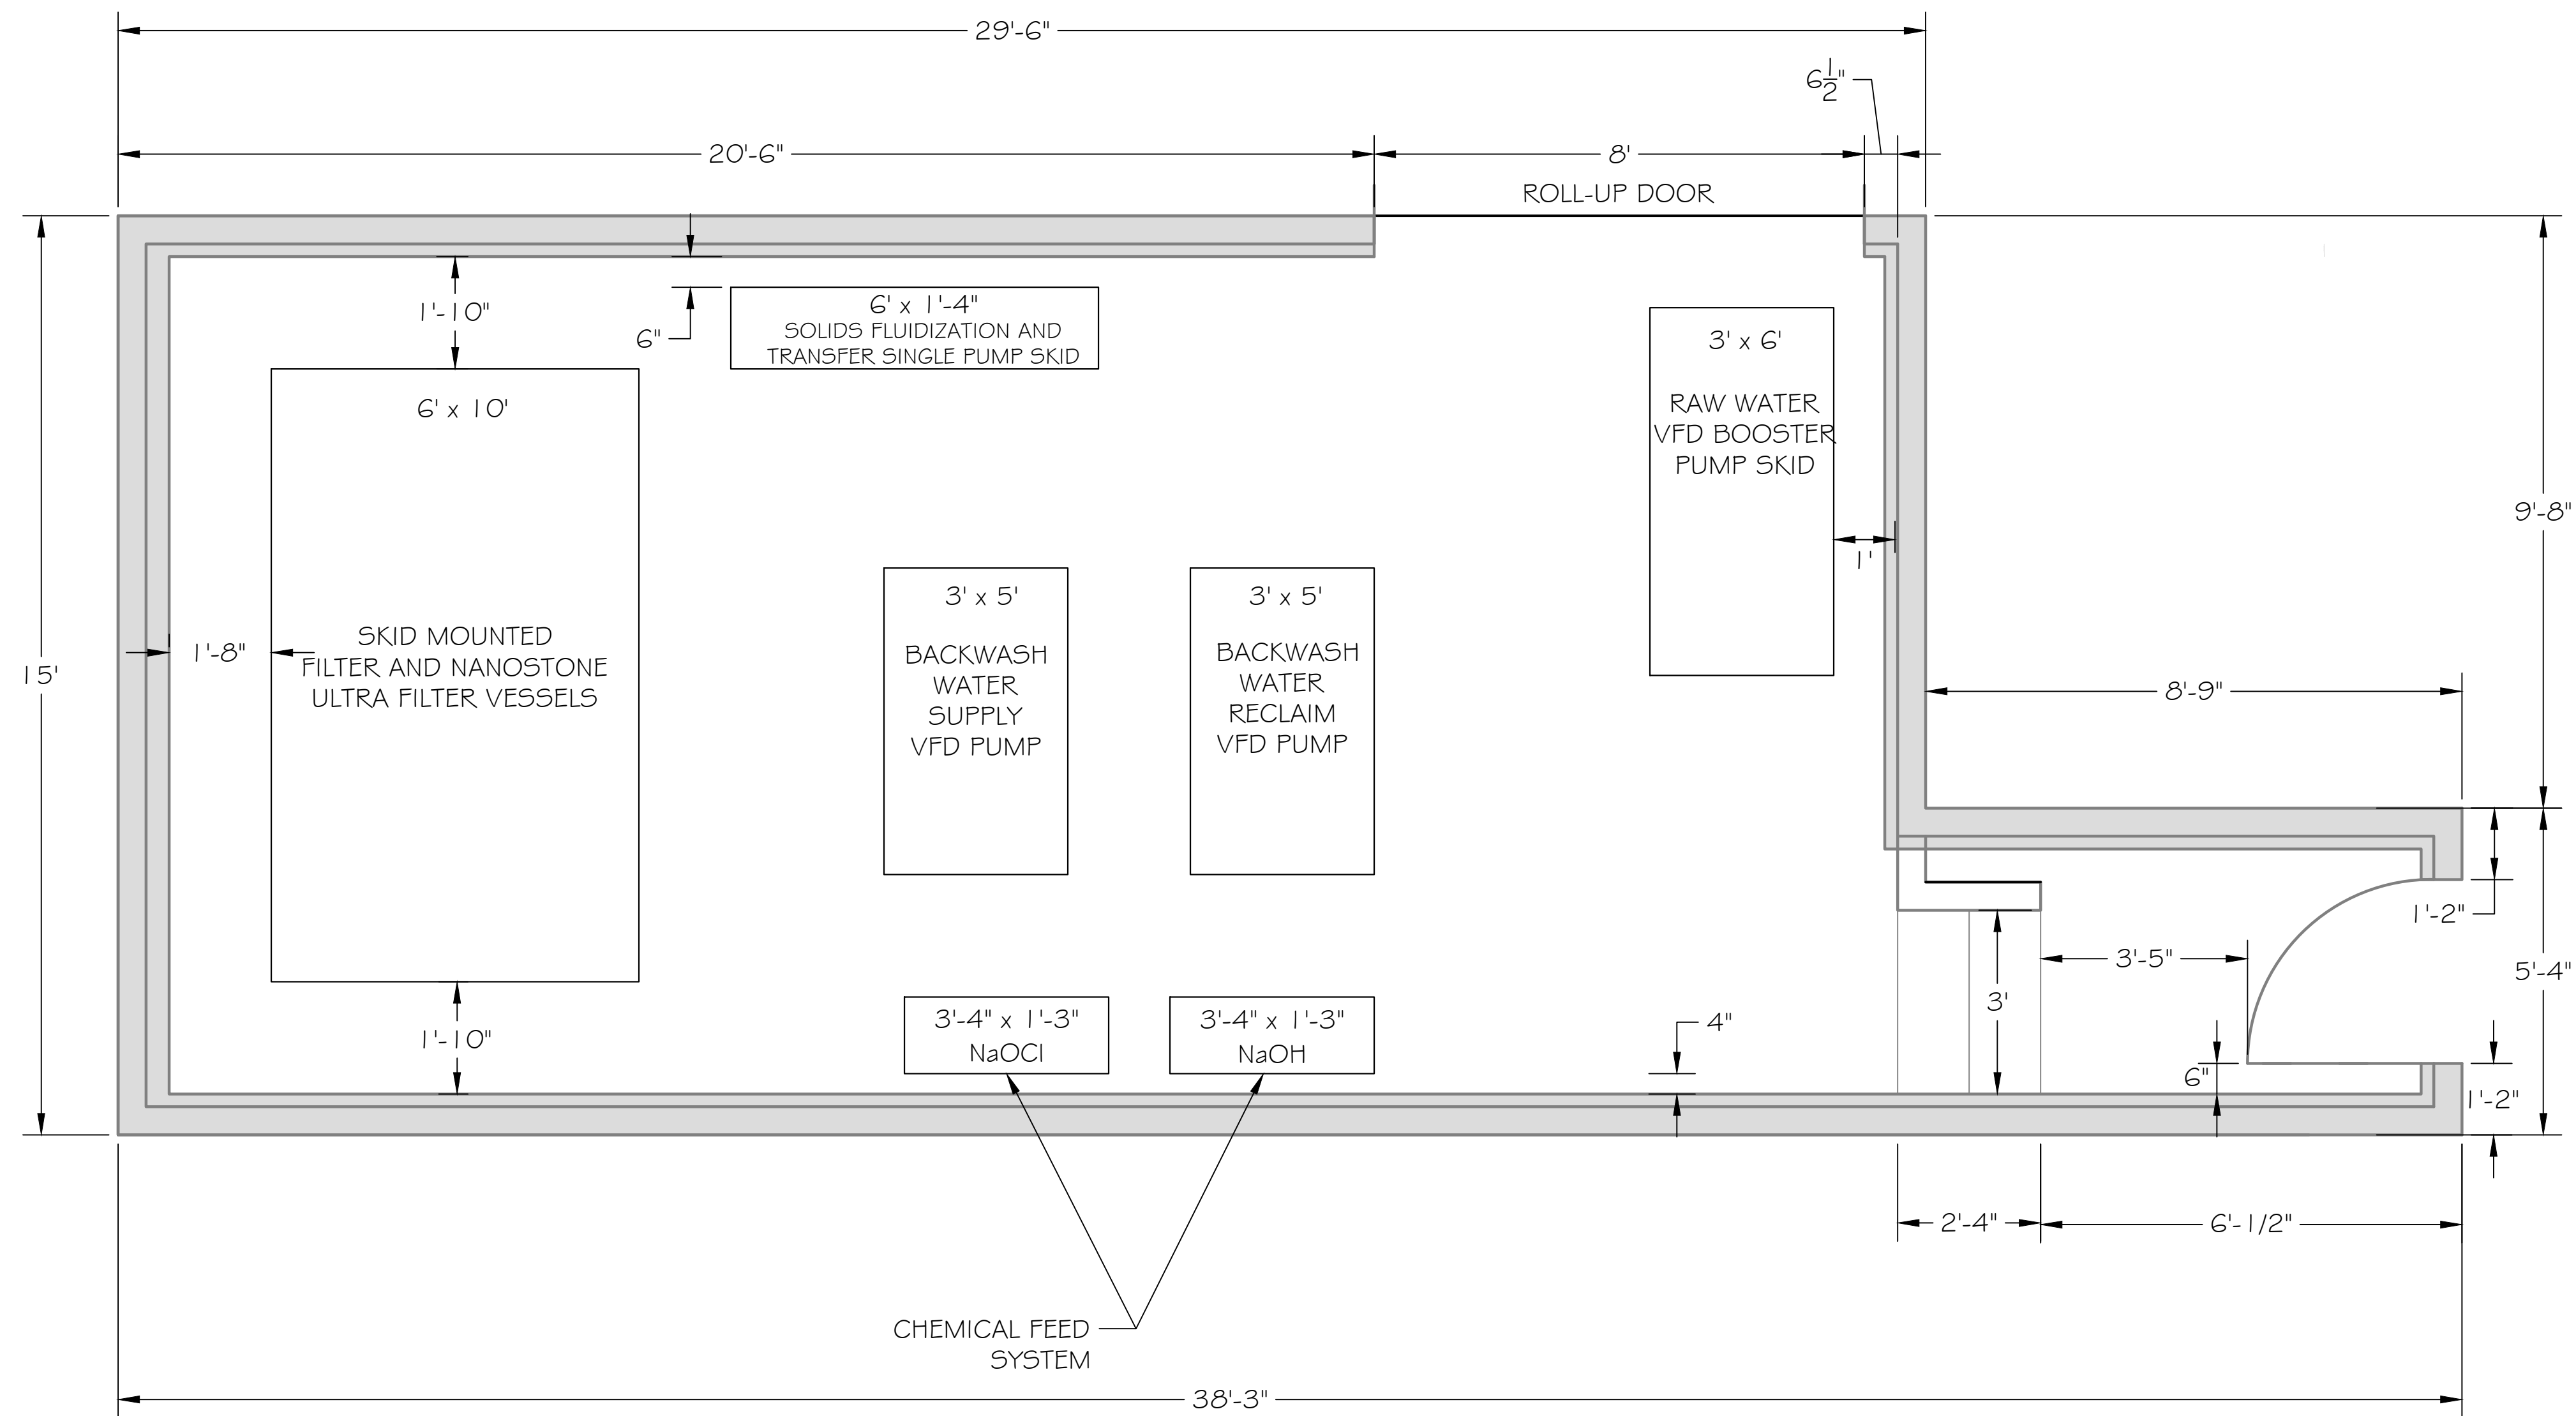 29'-6"
6 1/2"
20'-6"
8'
ROLL-UP DOOR
1'-10"
6"
6' x 1'-4"
SOLIDS FLUIDIZATION AND
TRANSFER SINGLE PUMP SKID
3' x 6'
RAW WATER
VFD BOOSTER
PUMP SKID
6' x 10'
SKID MOUNTED
FILTER AND NANOSTONE
ULTRA FILTER VESSELS
1'-8"
15'
3' x 5'
BACKWASH
WATER
SUPPLY
VFD PUMP
3' x 5'
BACKWASH
WATER
RECLAIM
VFD PUMP
1'
9'-8"
8'-9"
1'-2"
5'-4"
3'-5"
3'
4"
6"
1'-2"
1'-10"
3'-4" x 1'-3"
NaOCl
3'-4" x 1'-3"
NaOH
2'-4"
6'-1/2"
CHEMICAL FEED
SYSTEM
38'-3"